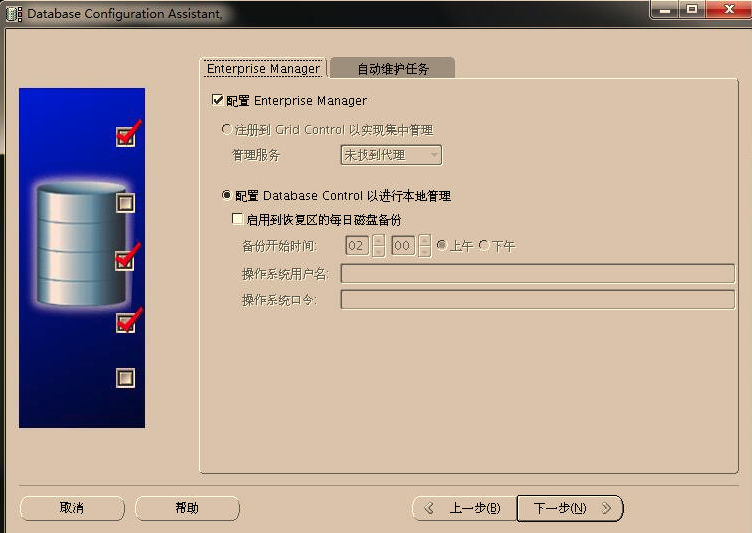 Database Configuration Assistant,
Enterprise Manager 自动维护任务
配置 Enterprise Manager
注册到 Grid Control 以实现集中管理
管理服务 未找到代理
配置 Database Control 以进行本地管理
启用到恢复区的每日磁盘备份
备份开始时间: 02 00 上午 下午
操作系统用户名:
操作系统口令:
取消 帮助 上一步(B) 下一步(N)